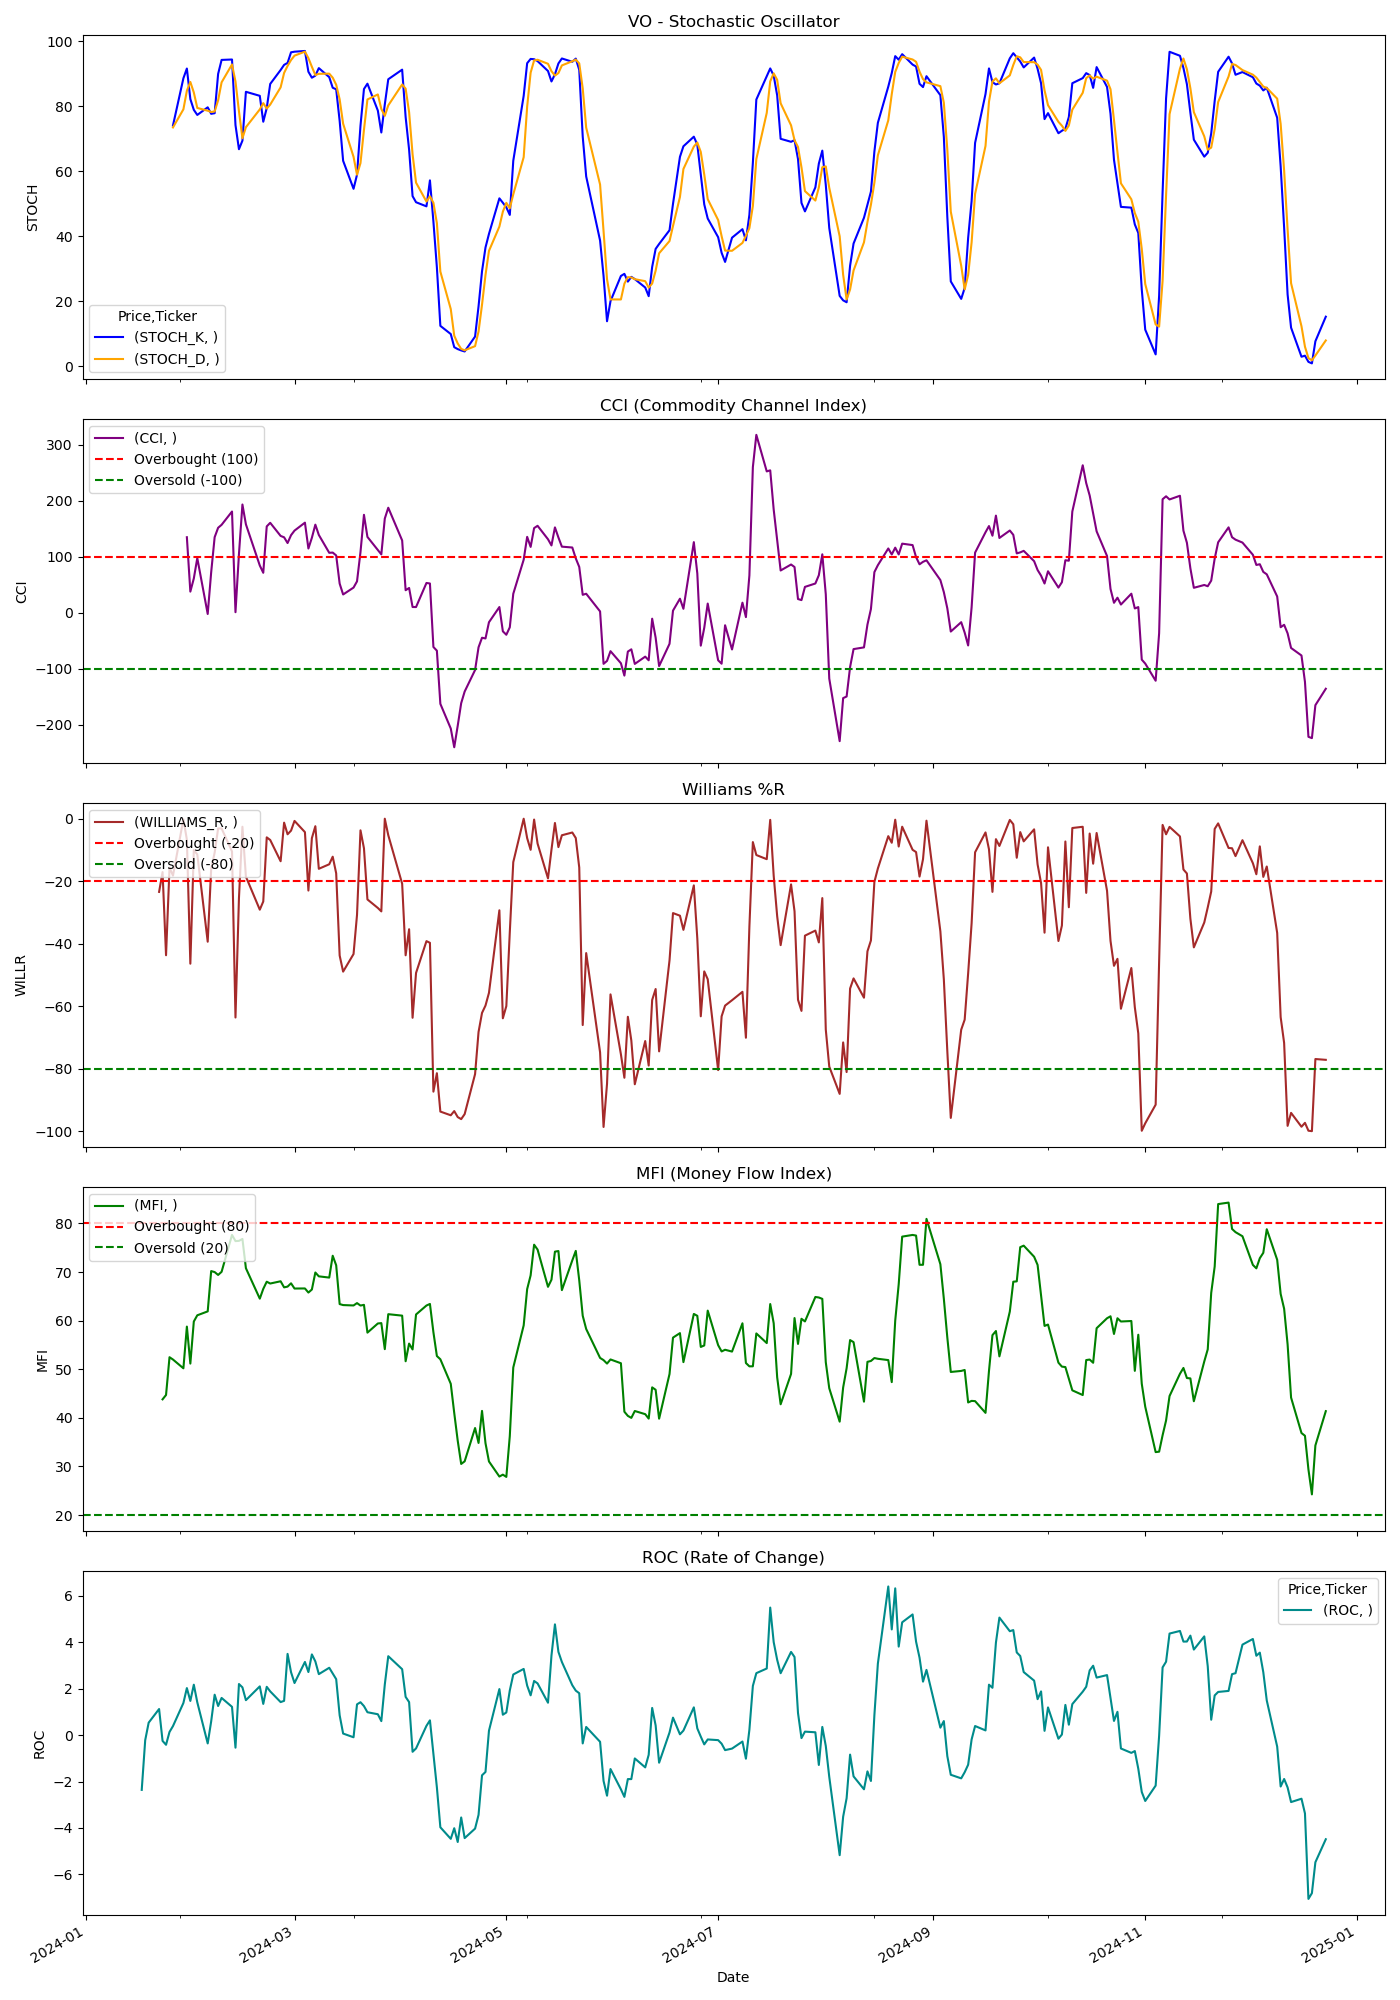 VO - Stochastic Oscillator
100
80
60
40
20
0
STOCH
Price,Ticker
(STOCH_K, )
(STOCH_D, )
CCI (Commodity Channel Index)
300
200
100
0
−100
−200
CCI
(CCI, )
Overbought (100)
Oversold (-100)
Williams %R
0
−20
−40
−60
−80
−100
WILLR
(WILLIAMS_R, )
Overbought (-20)
Oversold (-80)
MFI (Money Flow Index)
80
70
60
50
40
30
20
MFI
(MFI, )
Overbought (80)
Oversold (20)
ROC (Rate of Change)
6
4
2
0
−2
−4
−6
ROC
Price,Ticker
(ROC, )
2024-01
2024-03
2024-05
2024-07
2024-09
2024-11
2025-01
Date